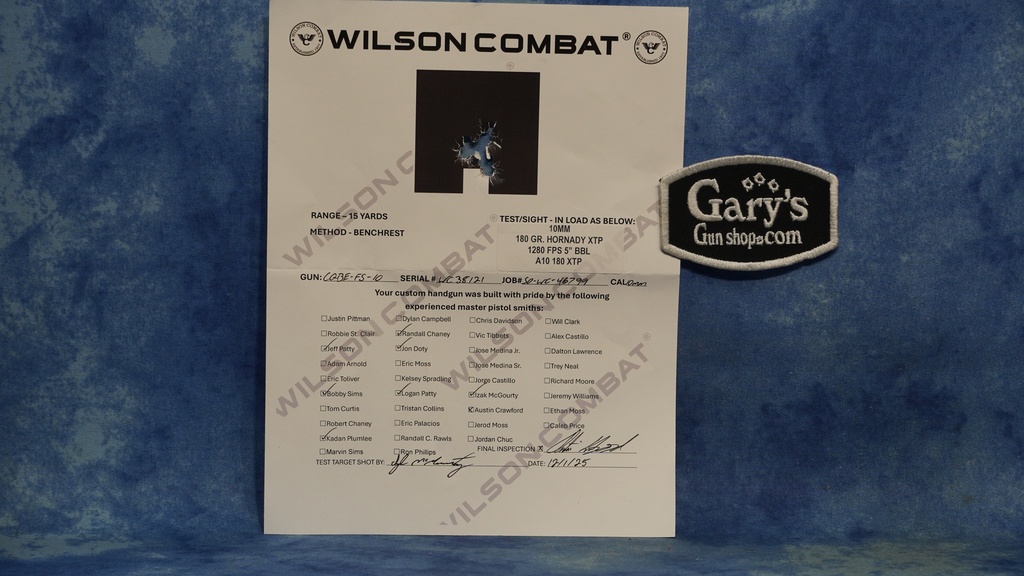 WILSON COMBAT®
RANGE – 15 YARDS
METHOD - BENCHREST
TEST/SIGHT - IN LOAD AS BELOW:
10MM
180 GR. HORNADY XTP
1280 FPS 5" BBL
A10 180 XTP
GUN: CQBE-FS-10 SERIAL# WC38121 JOB# SO-WC-46799 CAL 10mm
Your custom handgun was built with pride by the following
experienced master pistol smiths:
Justin Pittman Dylan Campbell Chris Davidson Will Clark
Robbie St. Clair Randall Chaney Vic Tibbets Alex Castillo
Jeff Patty Jon Doty Jose Medina Jr. Dalton Lawrence
Adam Arnold Eric Moss Jose Medina Sr. Trey Neal
Eric Toliver Kelsey Spradling Jorge Castillo Richard Moore
Bobby Sims Logan Patty Izak McGourty Jeremy Williams
Tom Curtis Tristan Collins Austin Crawford Ethan Moss
Robert Chaney Eric Palacios Jerod Moss Caleb Price
Kadan Plumlee Randall C. Rawls Jordan Chuc
Marvin Sims Ron Phillips FINAL INSPECTION X
TEST TARGET SHOT BY: DATE: 12/1/25
WILSON COMBAT®
WILSON COMBAT®
WILSON COMBAT
Gary's
Gun shop.com